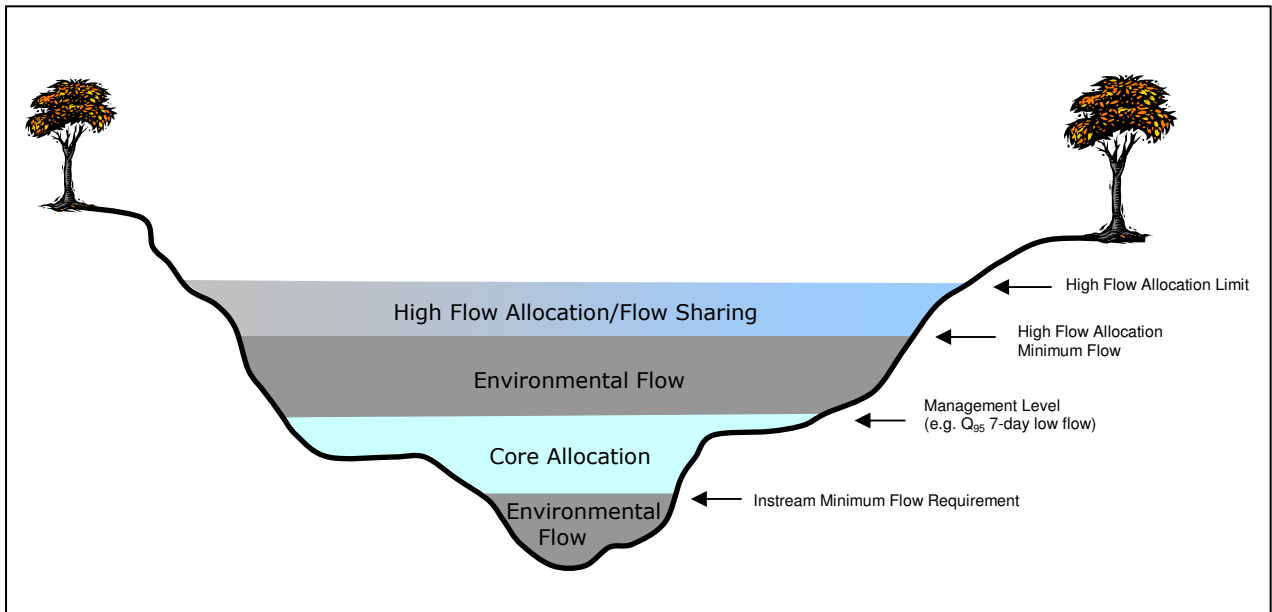 High Flow Allocation Limit
High Flow Allocation/Flow Sharing
High Flow Allocation
Minimum Flow
Environmental Flow
Management Level
(e.g. Q₉₅ 7-day low flow)
Core Allocation
Instream Minimum Flow Requirement
Environmental
Flow